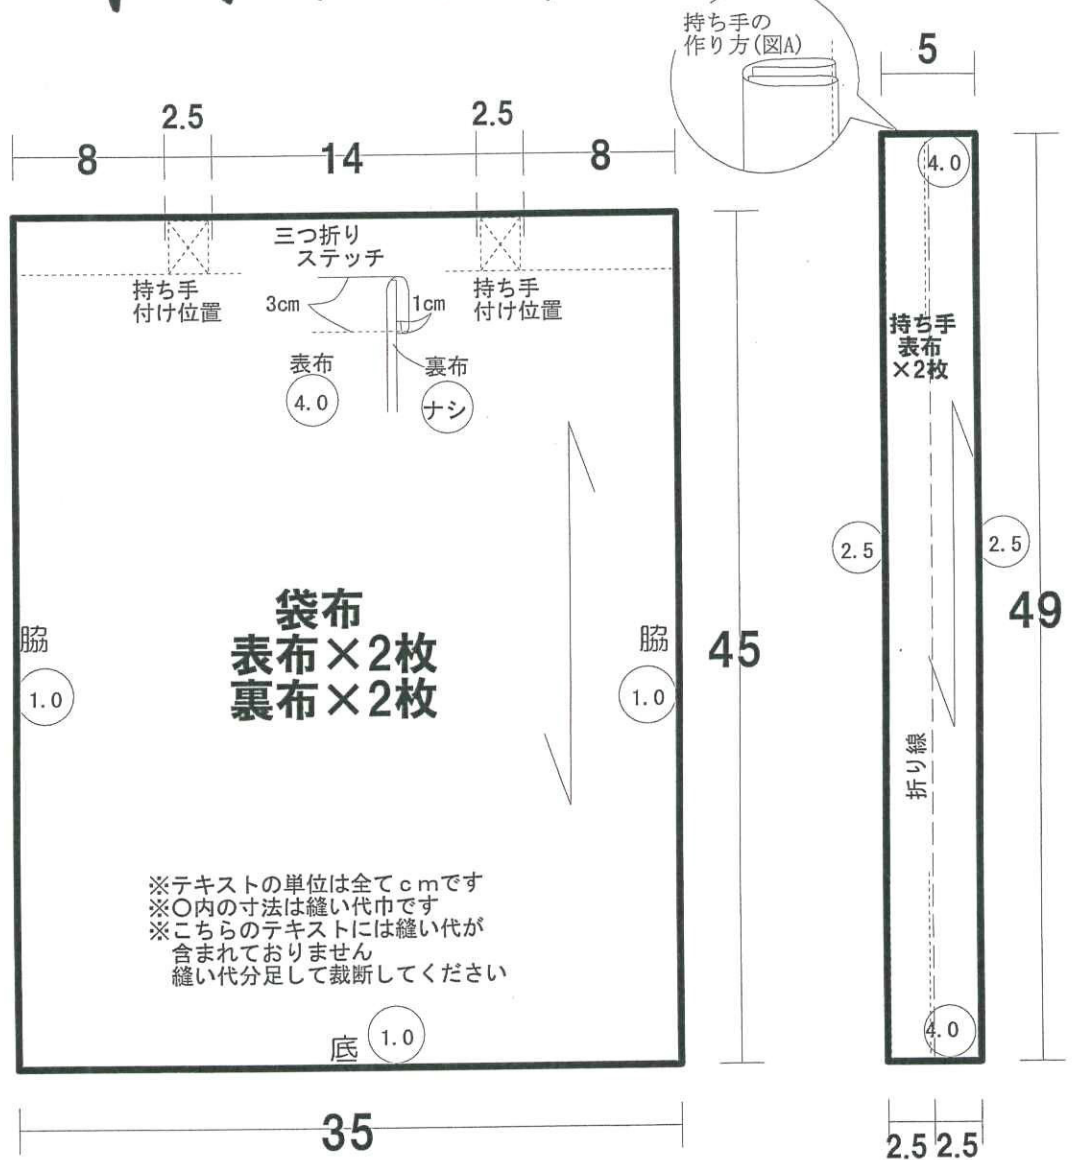 持ち手の
作り方(図A)
5
2.5
2.5
8
14
8
4.0
三つ折り
ステッチ
持ち手
付け位置
3cm
1cm
持ち手
付け位置
表布
4.0
裏布
ナシ
持ち手
表布
×2枚
2.5
2.5
49
袋布
表布×2枚
裏布×2枚
脇
1.0
脇
1.0
45
折り線
※テキストの単位は全てcmです
※〇内の寸法は縫い代巾です
※こちらのテキストには縫い代が
含まれておりません
縫い代分足して裁断してください
底
1.0
4.0
35
2.5
2.5